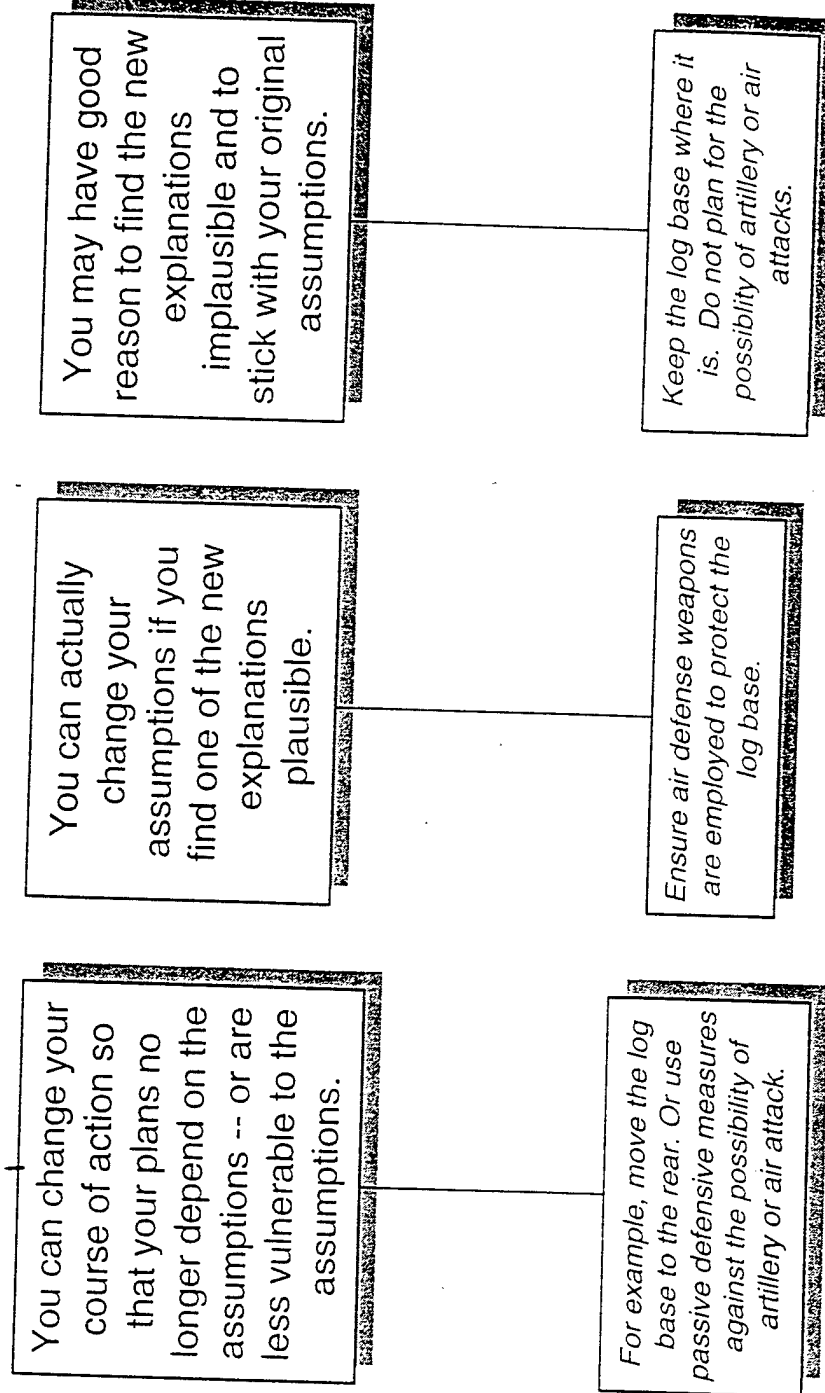 You can change your
course of action so
that your plans no
longer depend on the
assumptions -- or are
less vulnerable to the
assumptions.
You can actually
change your
assumptions if you
find one of the new
explanations
plausible.
You may have good
reason to find the new
explanations
implausible and to
stick with your original
assumptions.
For example, move the log
base to the rear. Or use
passive defensive measures
against the possibility of
artillery or air attack.
Ensure air defense weapons
are employed to protect the
log base.
Keep the log base where it
is. Do not plan for the
possiblity of artillery or air
attacks.